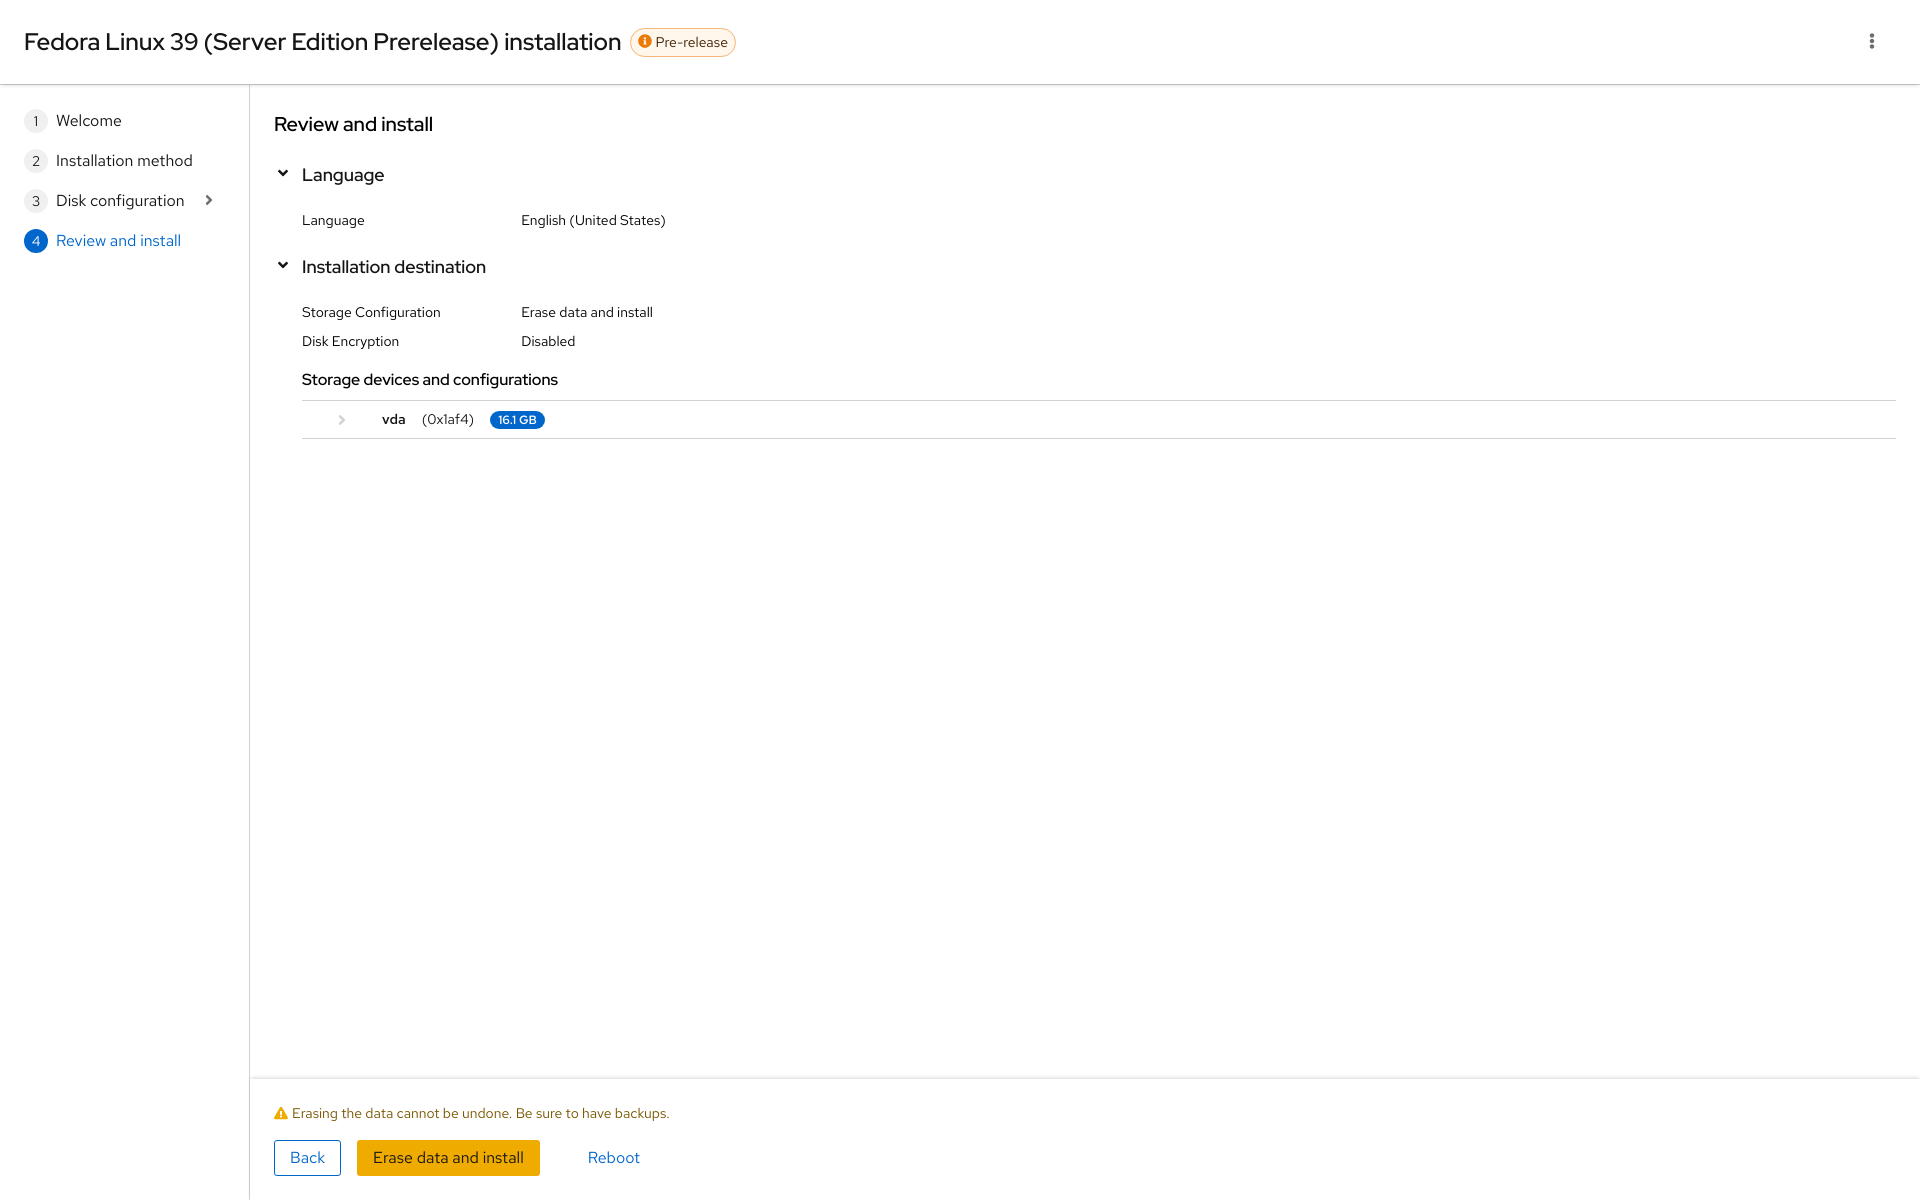 Fedora Linux 39 (Server Edition Prerelease) installation Pre-release
1 Welcome
2 Installation method
3 Disk configuration
4 Review and install
Review and install
Language
Language English (United States)
Installation destination
Storage Configuration Erase data and install
Disk Encryption Disabled
Storage devices and configurations
vda (0x1af4) 16.1 GB
Erasing the data cannot be undone. Be sure to have backups.
Back Erase data and install Reboot